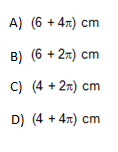 A) (6 + 4π) cm
B) (6 + 2π) cm
C) (4 + 2π) cm
D) (4 + 4π) cm